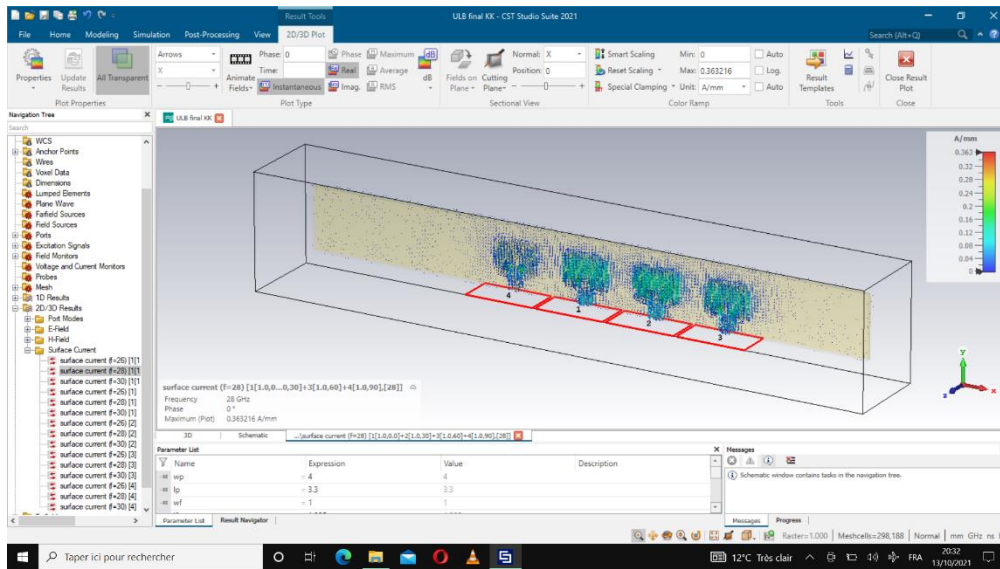 Result Tools
ULB final KK - CST Studio Suite 2021
File Home Modeling Simulation Post-Processing View 2D/3D Plot
Search (Alt+Q)
Properties
Update Results
All Transparent
Plot Properties
Arrows
X
Animate Fields
Phase: 0
Time:
Instantaneous
Phase
Real
Imag.
Maximum
Average
RMS
dB
Plot Type
Fields on Plane
Cutting Plane
Normal: X
Position: 0
Sectional View
Smart Scaling
Reset Scaling
Special Clamping
Min: 0
Max: 0.363216
Unit: A/mm
Auto
Log.
Auto
Color Ramp
Result Templates
Tools
Close Result Plot
Close
Navigation Tree
Search
WCS
Anchor Points
Wires
Voxel Data
Dimensions
Lumped Elements
Plane Wave
Farfield Sources
Field Sources
Ports
Excitation Signals
Field Monitors
Voltage and Current Monitors
Probes
Mesh
1D Results
2D/3D Results
Port Modes
E-Field
H-Field
Surface Current
surface current (f=26) [1[1
surface current (f=28) [1[1
surface current (f=30) [1[1
surface current (f=26) [1]
surface current (f=28) [1]
surface current (f=30) [1]
surface current (f=26) [2]
surface current (f=28) [2]
surface current (f=30) [2]
surface current (f=26) [3]
surface current (f=28) [3]
surface current (f=30) [3]
surface current (f=26) [4]
surface current (f=28) [4]
surface current (f=30) [4]
ULB final KK
A/mm
0.363
0.32
0.28
0.24
0.2
0.16
0.12
0.08
0.04
0
4
1
2
3
y
z
x
surface current (f=28) [1[1.0,0...0,30]+3[1.0,60]+4[1.0,90],[28]]
Frequency 28 GHz
Phase 0 °
Maximum (Plot) 0.363216 A/mm
3D Schematic ...\surface current (f=28) [1[1.0,0.0]+2[1.0,30]+3[1.0,60]+4[1.0,90],[28]]
Parameter List
Name Expression Value Description
wp = 4 4
lp = 3.3 3.3
wf = 1 1
Parameter List Result Navigator
Messages
Schematic window contains tasks in the navigation tree.
Messages Progress
Raster=1.000 Meshcells=298,188 Normal mm GHz ns
Taper ici pour rechercher
12°C Très clair
FRA
20:32
13/10/2021